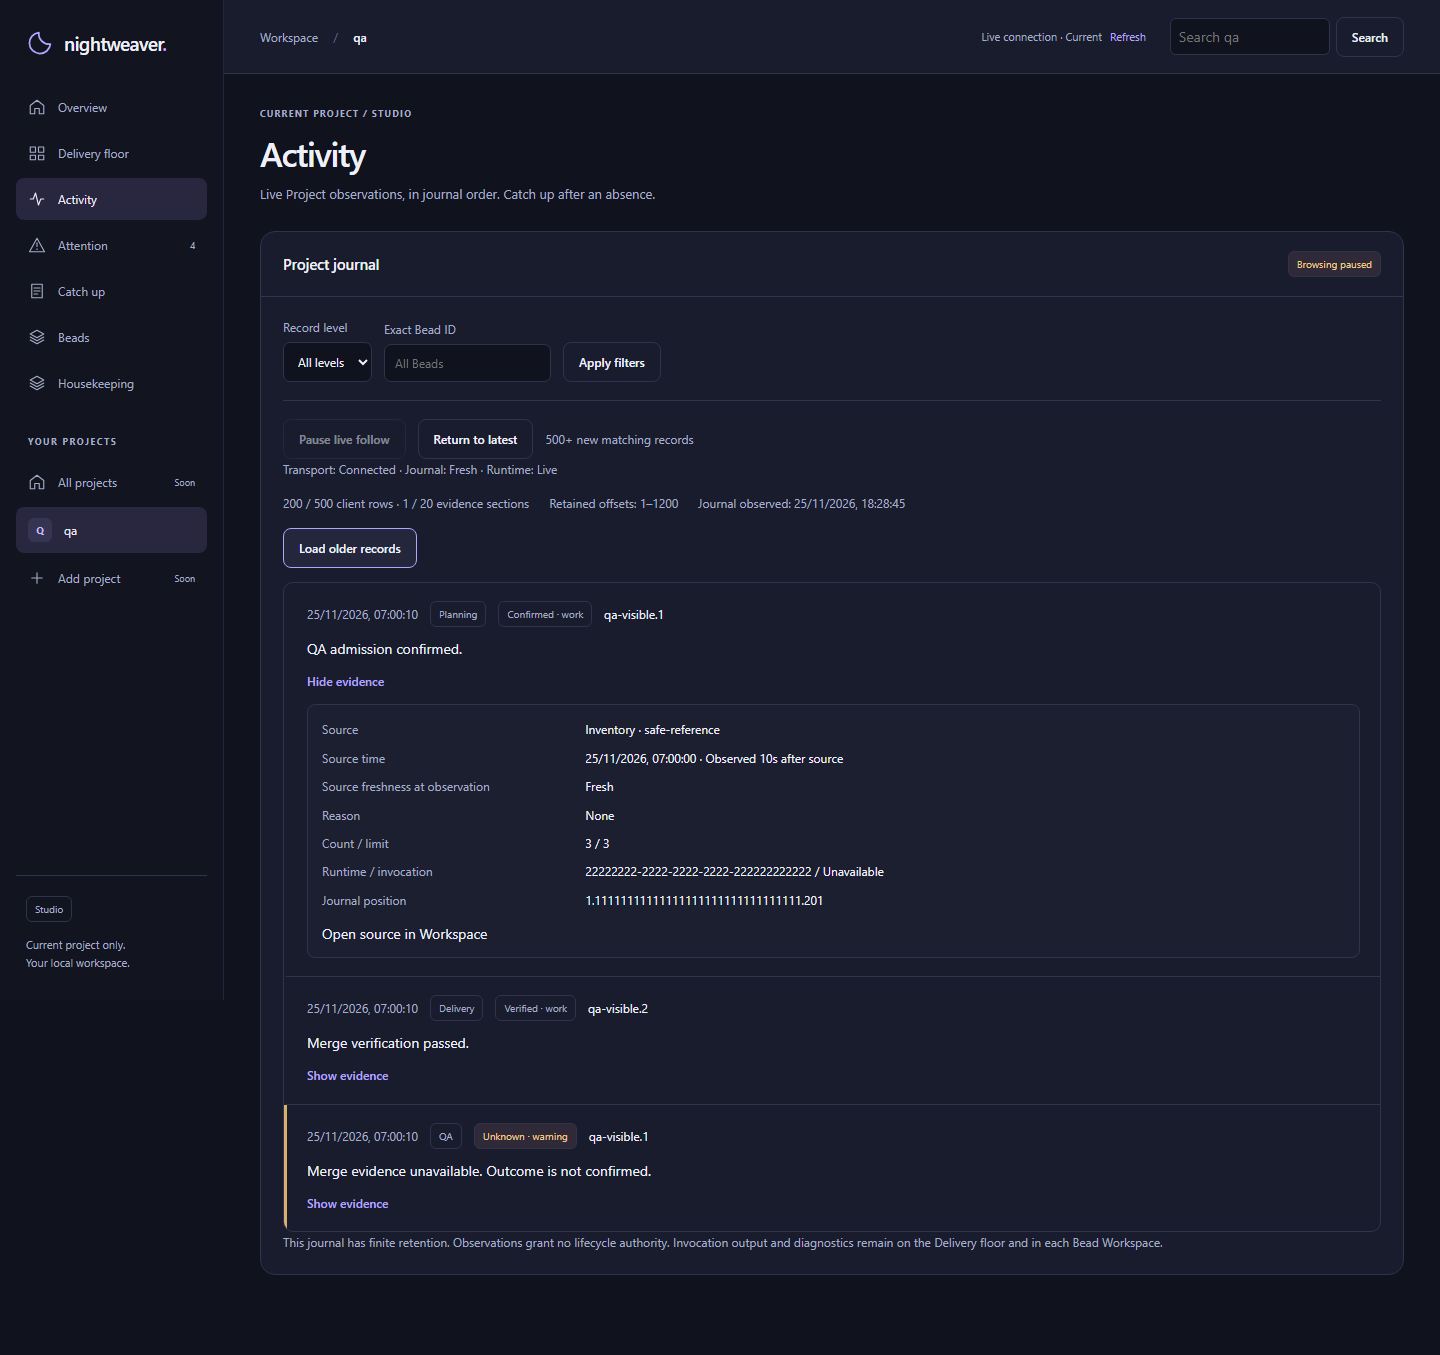 nightweaver.
Workspace / qa
Live connection · Current Refresh
Search qa
Search
Overview
Delivery floor
Activity
Attention 4
Catch up
Beads
Housekeeping
YOUR PROJECTS
All projects Soon
Q qa
Add project Soon
Studio
Current project only.
Your local workspace.
CURRENT PROJECT / STUDIO
Activity
Live Project observations, in journal order. Catch up after an absence.
Project journal
Browsing paused
Record level
Exact Bead ID
All levels
All Beads
Apply filters
Pause live follow
Return to latest
500+ new matching records
Transport: Connected · Journal: Fresh · Runtime: Live
200 / 500 client rows · 1 / 20 evidence sections Retained offsets: 1–1200 Journal observed: 25/11/2026, 18:28:45
Load older records
25/11/2026, 07:00:10 Planning Confirmed · work qa-visible.1
QA admission confirmed.
Hide evidence
Source Inventory · safe-reference
Source time 25/11/2026, 07:00:00 · Observed 10s after source
Source freshness at observation Fresh
Reason None
Count / limit 3 / 3
Runtime / invocation 22222222-2222-2222-2222-222222222222 / Unavailable
Journal position 1.11111111111111111111111111111111.201
Open source in Workspace
25/11/2026, 07:00:10 Delivery Verified · work qa-visible.2
Merge verification passed.
Show evidence
25/11/2026, 07:00:10 QA Unknown · warning qa-visible.1
Merge evidence unavailable. Outcome is not confirmed.
Show evidence
This journal has finite retention. Observations grant no lifecycle authority. Invocation output and diagnostics remain on the Delivery floor and in each Bead Workspace.